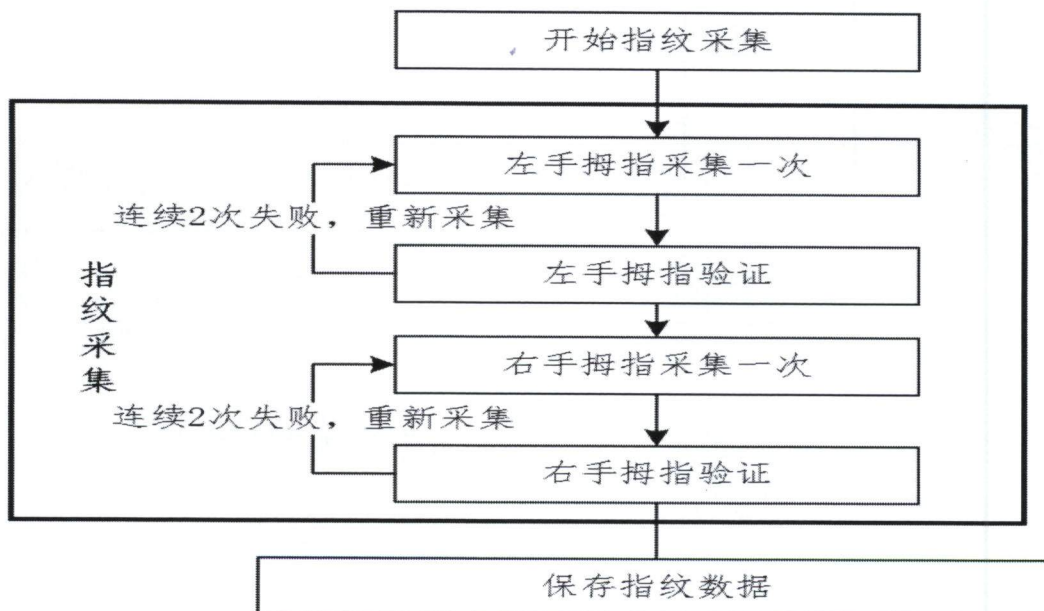 开始指纹采集
左手拇指采集一次
连续2次失败，重新采集
左手拇指验证
指纹采集
右手拇指采集一次
连续2次失败，重新采集
右手拇指验证
保存指纹数据